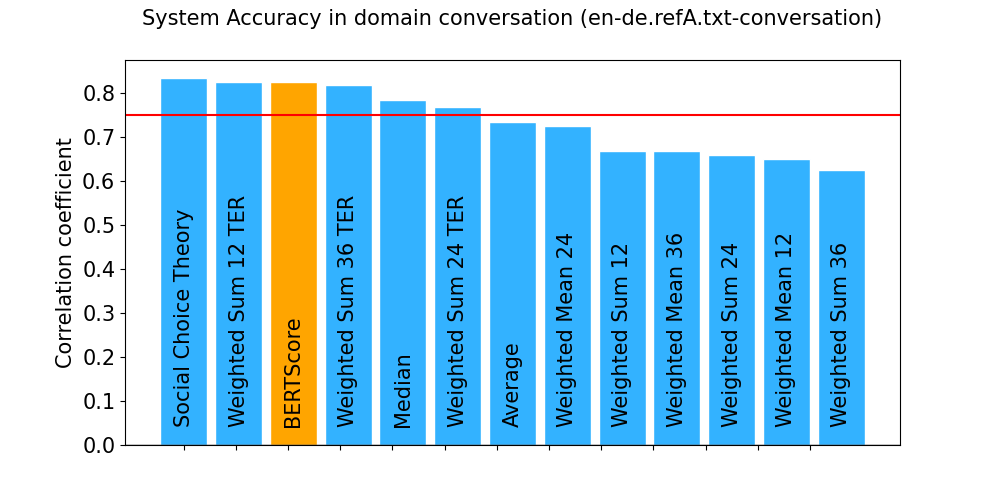 System Accuracy in domain conversation (en-de.refA.txt-conversation)
Correlation coefficient
0.8
0.7
0.6
0.5
0.4
0.3
0.2
0.1
0.0
Social Choice Theory
Weighted Sum 12 TER
BERTScore
Weighted Sum 36 TER
Median
Weighted Sum 24 TER
Average
Weighted Mean 24
Weighted Sum 12
Weighted Mean 36
Weighted Sum 24
Weighted Mean 12
Weighted Sum 36